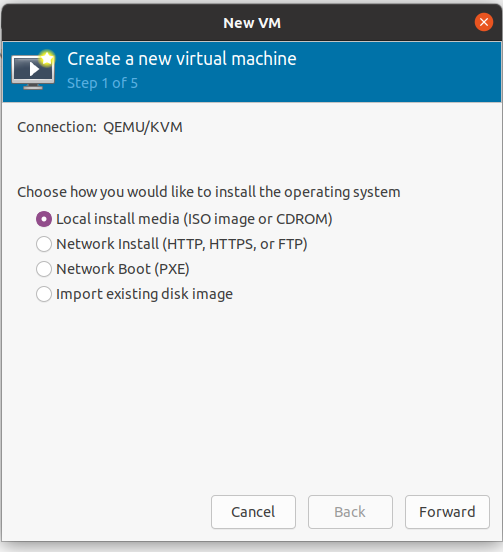 New VM
Create a new virtual machine
Step 1 of 5
Connection: QEMU/KVM
Choose how you would like to install the operating system
Local install media (ISO image or CDROM)
Network Install (HTTP, HTTPS, or FTP)
Network Boot (PXE)
Import existing disk image
Cancel Back Forward